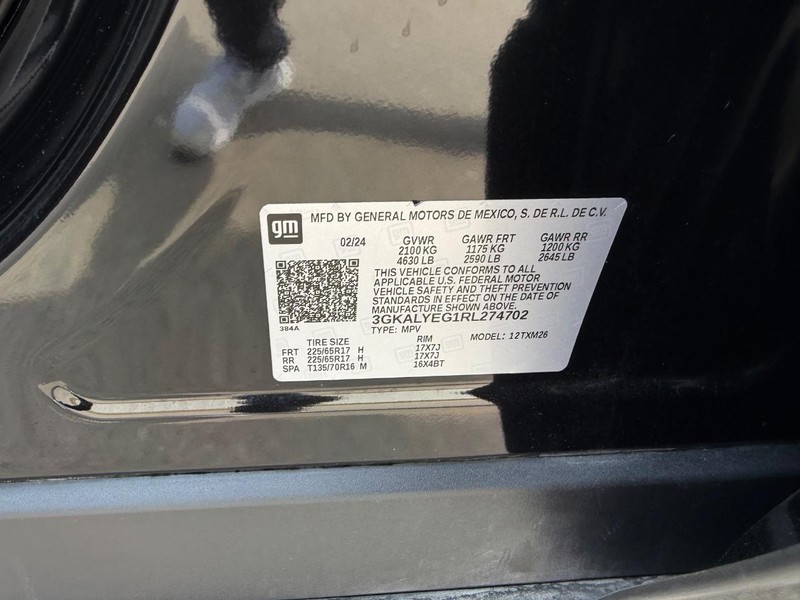 gm MFD BY GENERAL MOTORS DE MEXICO, S. DE R.L. DE C.V.
02/24 GVWR GAWR FRT GAWR RR
2100 KG 1175 KG 1200 KG
4630 LB 2590 LB 2645 LB
THIS VEHICLE CONFORMS TO ALL
APPLICABLE U.S. FEDERAL MOTOR
VEHICLE SAFETY AND THEFT PREVENTION
STANDARDS IN EFFECT ON THE DATE OF
MANUFACTURE SHOWN ABOVE.
3GKALYEG1RL274702
384A
TYPE: MPV MODEL: 12TXM26
TIRE SIZE RIM
FRT 225/65R17 H 17X7J
RR 225/65R17 H 17X7J
SPA T135/70R16 M 16X4BT